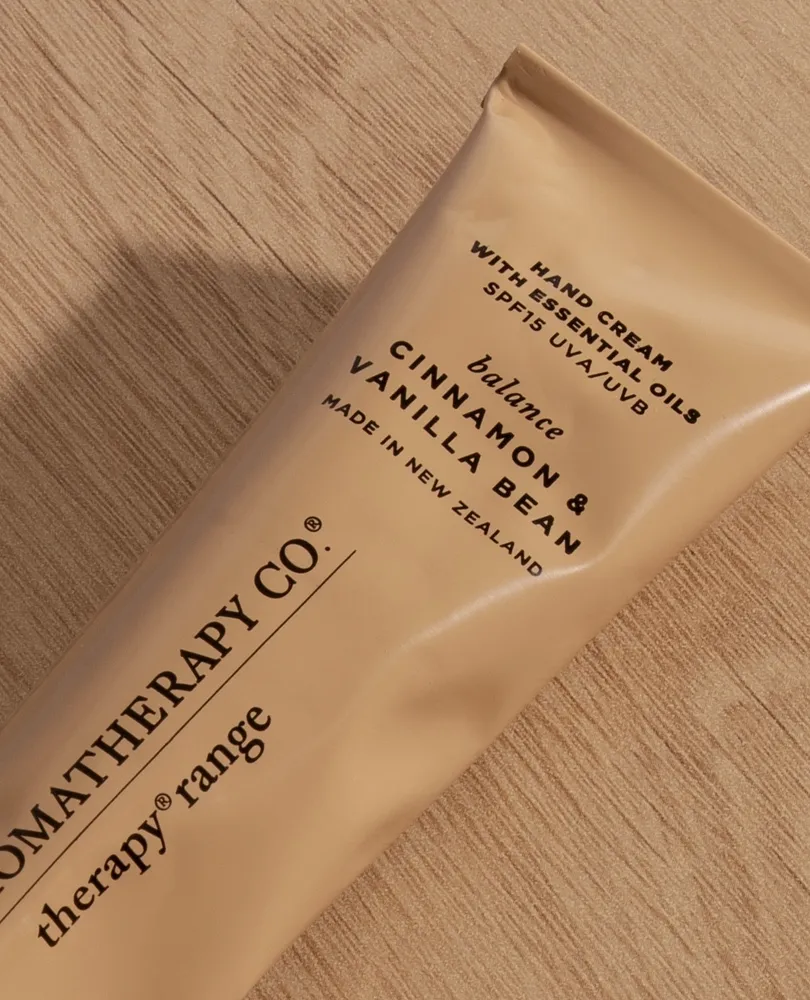 HAND CREAM
WITH ESSENTIAL OILS
SPF15 UVA/UVB
balance
CINNAMON &
VANILLA BEAN
MADE IN NEW ZEALAND
OMATHERAPY CO.®
therapy® range